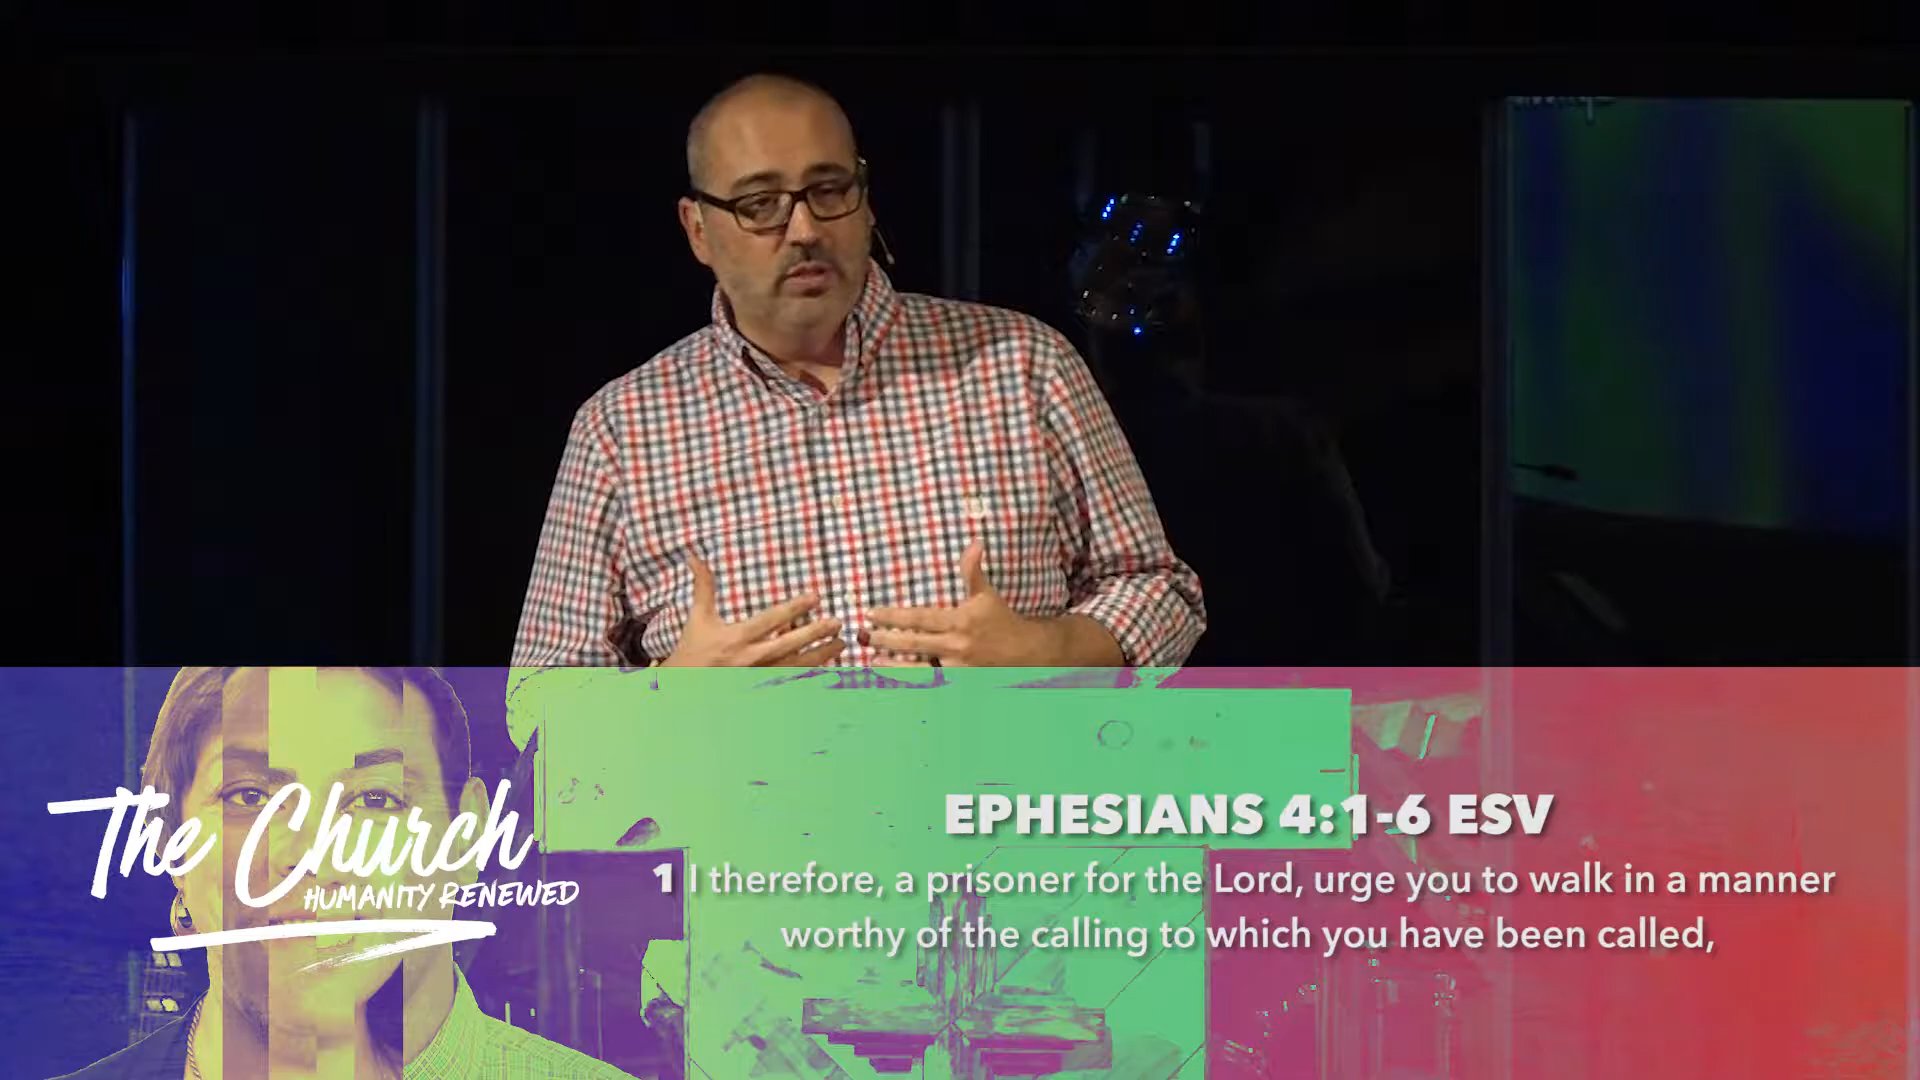 The Church
HUMANITY RENEWED
EPHESIANS 4:1-6 ESV
1 I therefore, a prisoner for the Lord, urge you to walk in a manner
worthy of the calling to which you have been called,